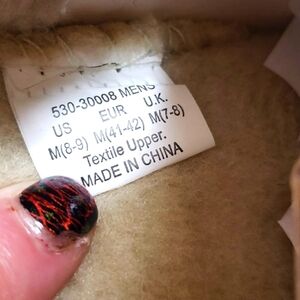 530-30008 MENS
US EUR U.K.
M(8-9) M(41-42) M(7-8)
Textile Upper.
MADE IN CHINA